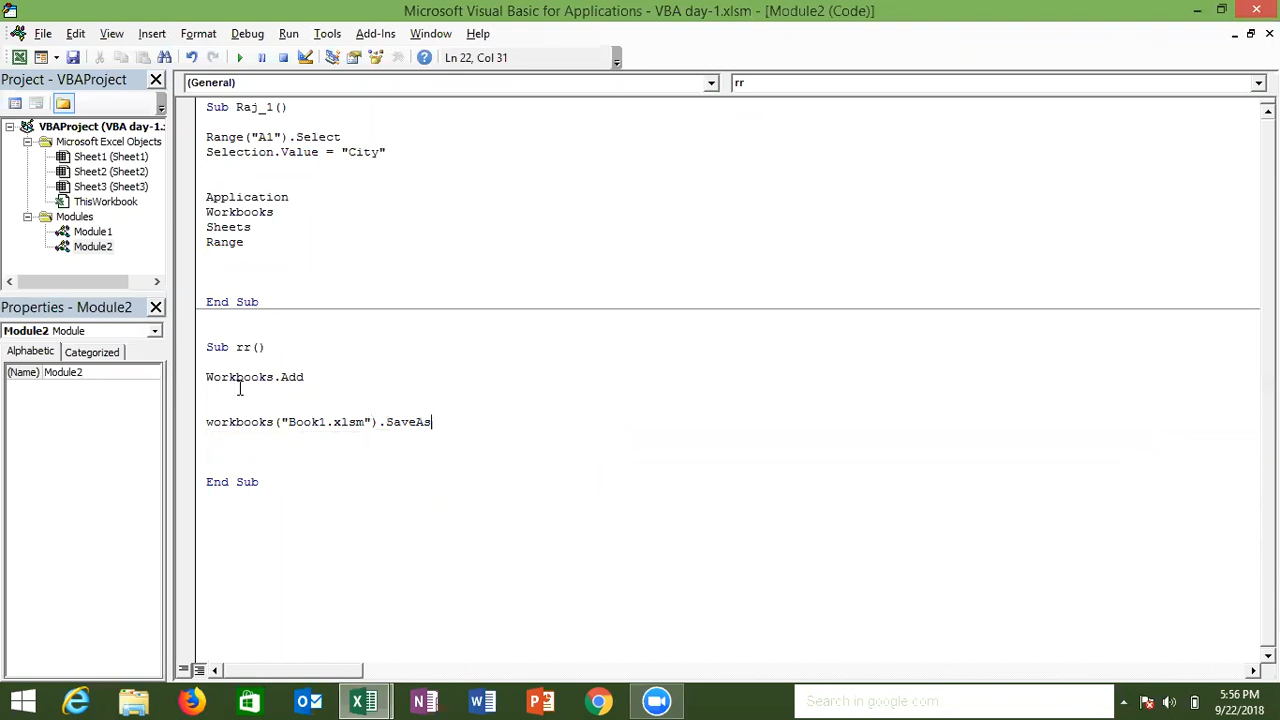 Microsoft Visual Basic for Applications - VBA day-1.xlsm - [Module2 (Code)]
File Edit View Insert Format Debug Run Tools Add-Ins Window Help
Ln 22, Col 31
Project - VBAProject
(General)
rr
VBAProject (VBA day-1.
Microsoft Excel Objects
Sheet1 (Sheet1)
Sheet2 (Sheet2)
Sheet3 (Sheet3)
ThisWorkbook
Modules
Module1
Module2
Properties - Module2
Module2 Module
Alphabetic Categorized
(Name) Module2
Sub Raj_1()
Range("A1").Select
Selection.Value = "City"
Application
Workbooks
Sheets
Range
End Sub
Sub rr()
Workbooks.Add
workbooks("Book1.xlsm").SaveAs
End Sub
Search in google.com
5:56 PM
9/22/2018